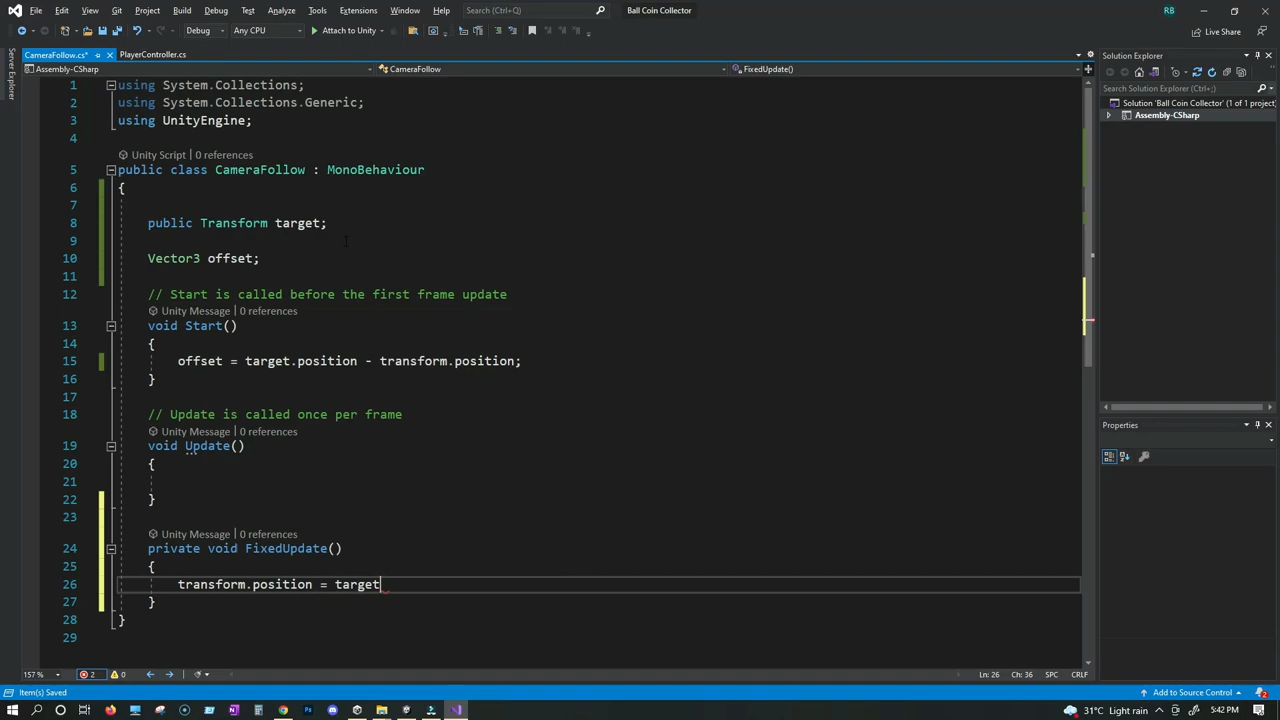 File Edit View Git Project Build Debug Test Analyze Tools Extensions Window Help Search (Ctrl+Q) Ball Coin Collector RB
Debug Any CPU Attach to Unity Live Share
Server Explorer
CameraFollow.cs* PlayerController.cs
Assembly-CSharp CameraFollow FixedUpdate()
1 using System.Collections;
2 using System.Collections.Generic;
3 using UnityEngine;
4
Unity Script | 0 references
5 public class CameraFollow : MonoBehaviour
6 {
7
8 public Transform target;
9
10 Vector3 offset;
11
12 // Start is called before the first frame update
Unity Message | 0 references
13 void Start()
14 {
15 offset = target.position - transform.position;
16 }
17
18 // Update is called once per frame
Unity Message | 0 references
19 void Update()
20 {
21
22 }
23
Unity Message | 0 references
24 private void FixedUpdate()
25 {
26 transform.position = target
27 }
28 }
29
157 % 2 0 Ln: 26 Ch: 36 SPC CRLF
Solution Explorer
Search Solution Explorer (Ctrl+;)
Solution 'Ball Coin Collector' (1 of 1 project)
Assembly-CSharp
Properties
Item(s) Saved Add to Source Control 2
31°C Light rain 5:42 PM 2